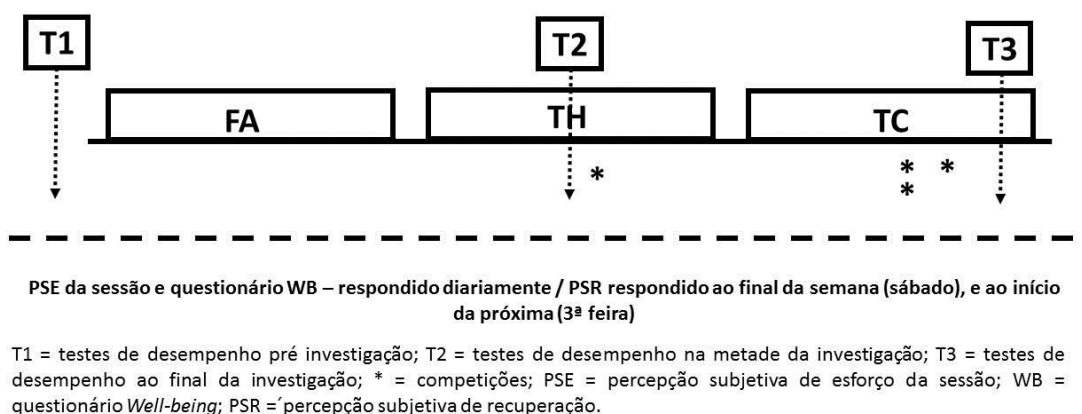 T1 T2 T3
FA TH TC
*
* *
*
PSE da sessão e questionário WB – respondido diariamente / PSR respondido ao final da semana (sábado), e ao início
da próxima (3ª feira)
T1 = testes de desempenho pré investigação; T2 = testes de desempenho na metade da investigação; T3 = testes de
desempenho ao final da investigação; * = competições; PSE = percepção subjetiva de esforço da sessão; WB =
questionário Well-being; PSR =´percepção subjetiva de recuperação.